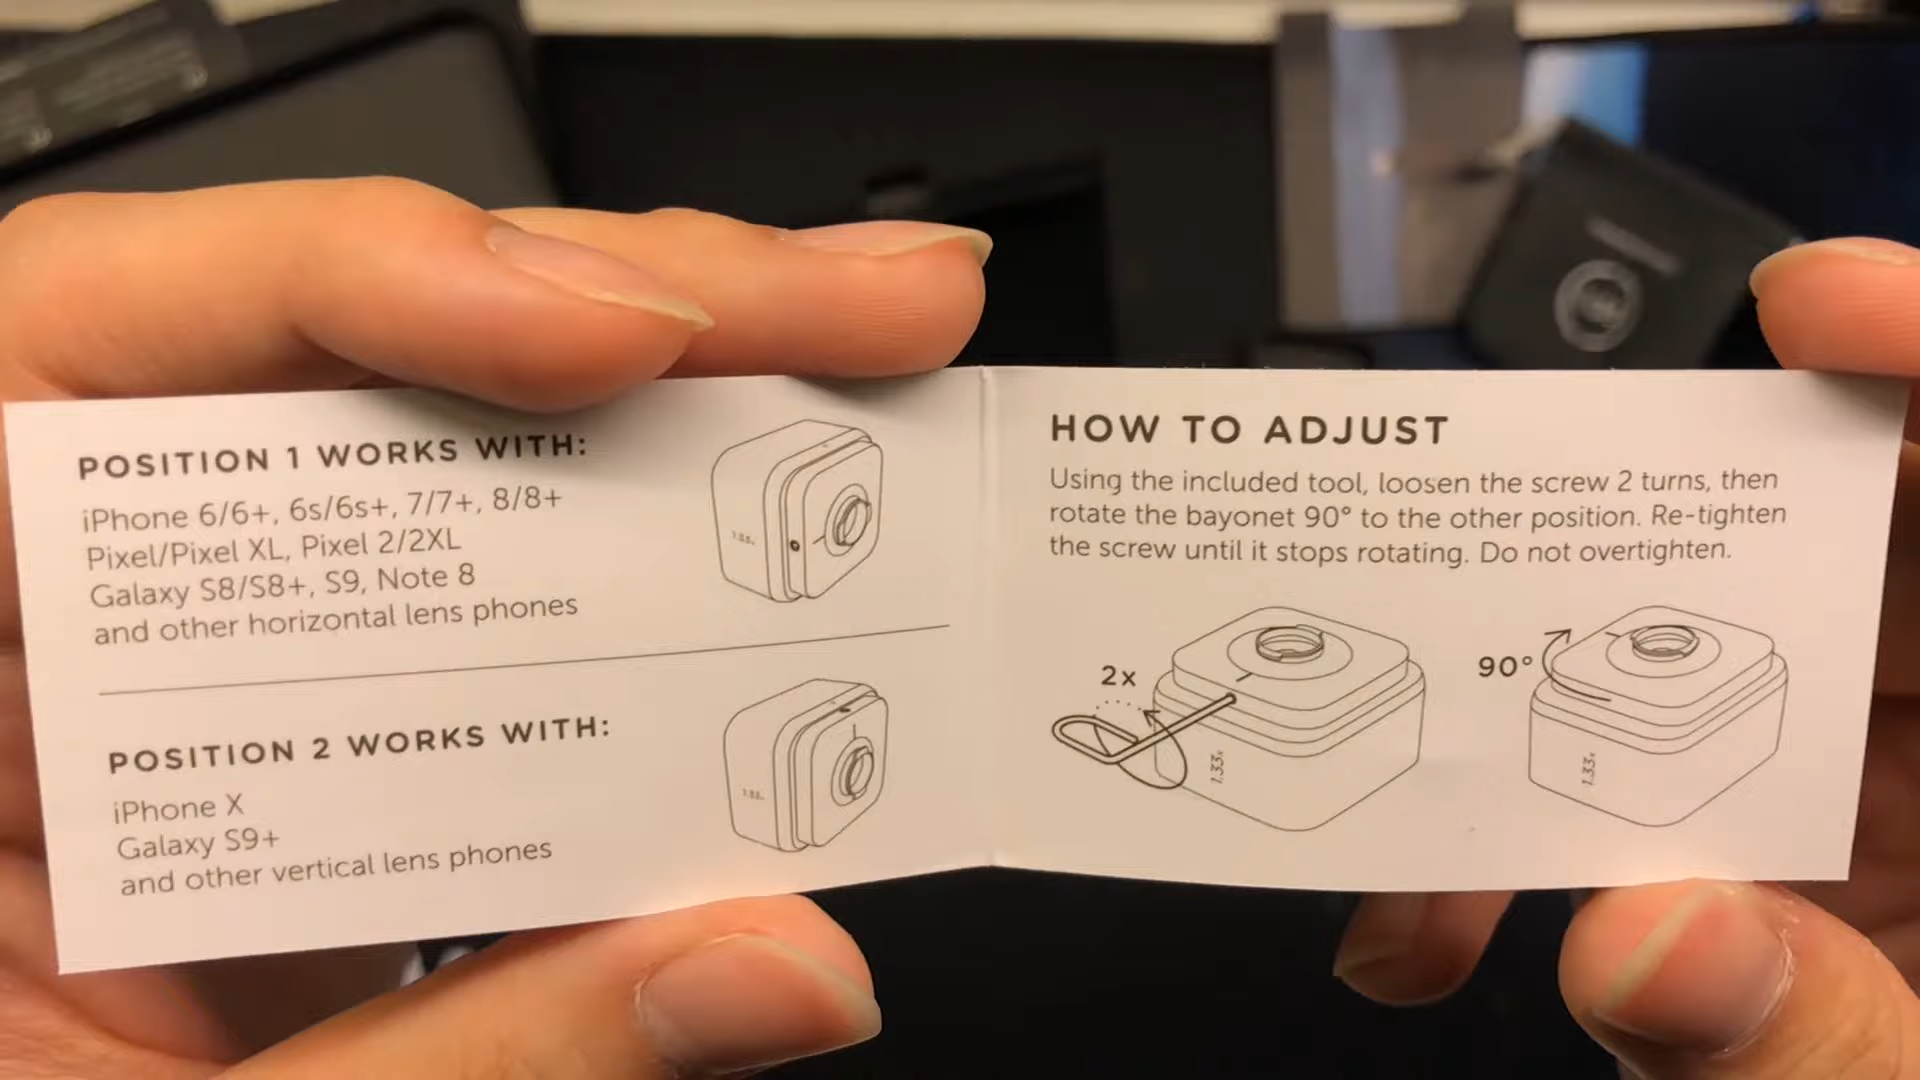 POSITION 1 WORKS WITH:
iPhone 6/6+, 6s/6s+, 7/7+, 8/8+
Pixel/Pixel XL, Pixel 2/2XL
Galaxy S8/S8+, S9, Note 8
and other horizontal lens phones
POSITION 2 WORKS WITH:
iPhone X
Galaxy S9+
and other vertical lens phones
HOW TO ADJUST
Using the included tool, loosen the screw 2 turns, then
rotate the bayonet 90° to the other position. Re-tighten
the screw until it stops rotating. Do not overtighten.
2x
1.33x
90°
1.33x